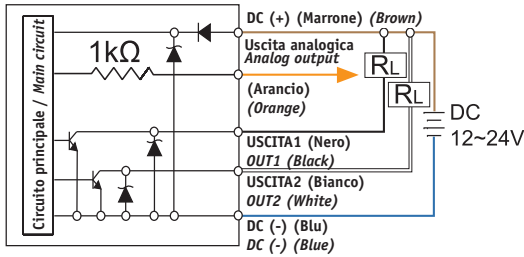 DC (+) (Marrone) (Brown)
1kΩ
Uscita analogica
Analog output
(Arancio)
(Orange)
RL
RL
DC
12~24V
Circuito principale / Main circuit
USCITA1 (Nero)
OUT1 (Black)
USCITA2 (Bianco)
OUT2 (White)
DC (-) (Blu)
DC (-) (Blue)